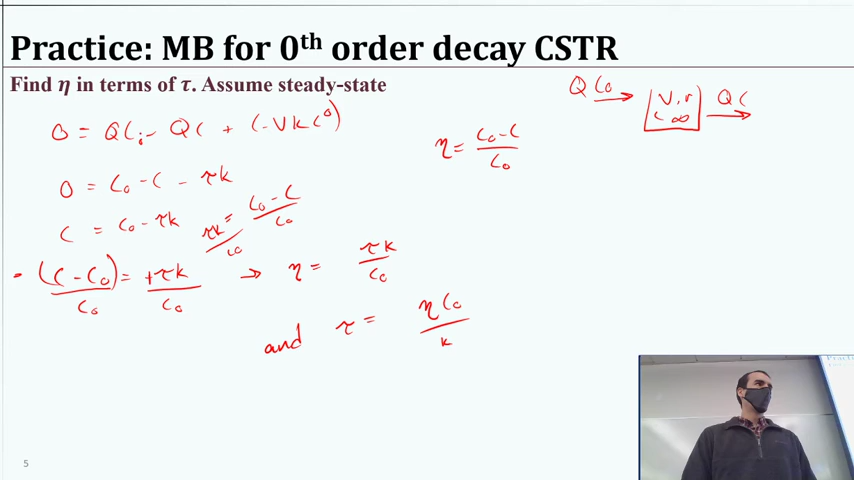 Practice: MB for 0th order decay CSTR
Find η in terms of τ. Assume steady-state
Q C₀ → V, r C∞ QC →
0 = QC₀ - QC + (-VkC⁰)
η = (C₀ - C)/C₀
0 = C₀ - C - τk
C = C₀ - τk
τk/C₀ = (C₀ - C)/C₀
- (C - C₀)/C₀ = +τk/C₀ → η = τk/C₀
and τ = ηC₀/k
5